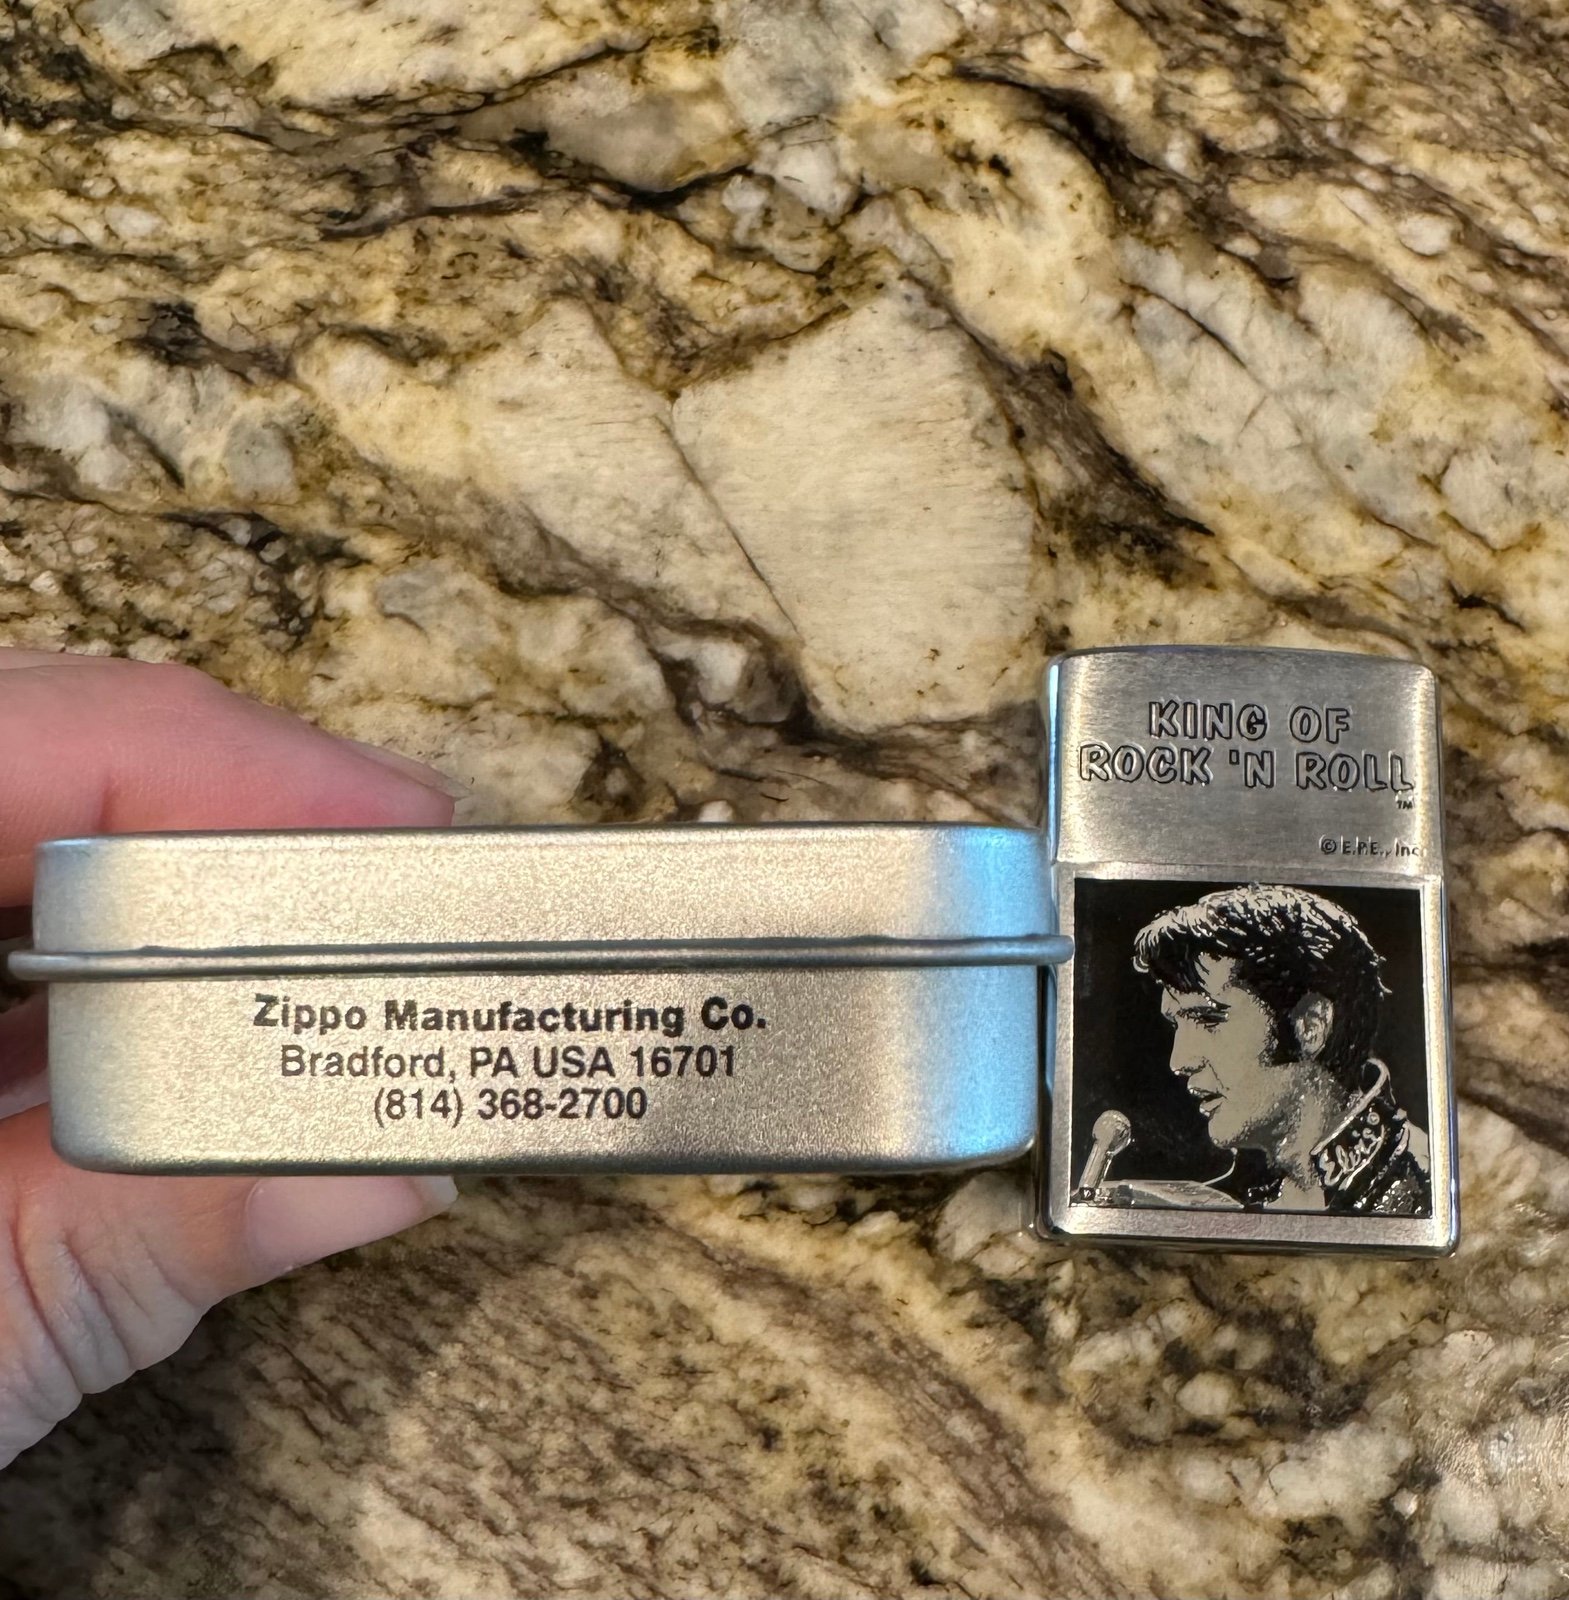 Zippo Manufacturing Co.
Bradford, PA USA 16701
(814) 368-2700
KING OF
ROCK 'N ROLL
TM
© E.P.E., Inc
Elvis